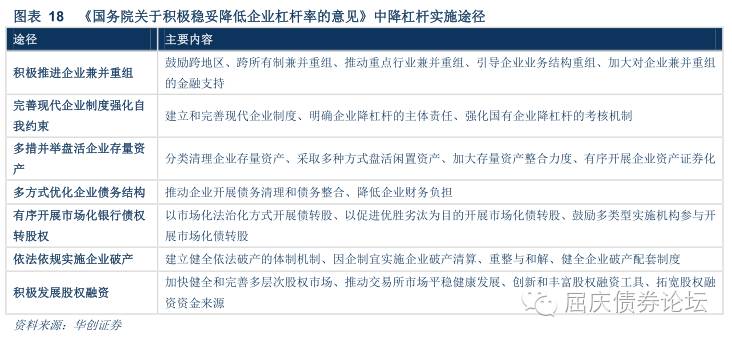 图表 18 《国务院关于积极稳妥降低企业杠杆率的意见》中降杠杆实施途径
途径 主要内容
积极推进企业兼并重组 鼓励跨地区、跨所有制兼并重组、推动重点行业兼并重组、引导企业业务结构重组、加大对企业兼并重组
的金融支持
完善现代企业制度强化自
我约束
建立和完善现代企业制度、明确企业降杠杆的主体责任、强化国有企业降杠杆的考核机制
多措并举盘活企业存量资
产
分类清理企业存量资产、采取多种方式盘活闲置资产、加大存量资产整合力度、有序开展企业资产证券化
多方式优化企业债务结构 推动企业开展债务清理和债务整合、降低企业财务负担
有序开展市场化银行债权
转股权
以市场化法治化方式开展债转股、以促进优胜劣汰为目的开展市场化债转股、鼓励多类型实施机构参与开
展市场化债转股
依法依规实施企业破产 建立健全依法破产的体制机制、因企制宜实施企业破产清算、重整与和解、健全企业破产配套制度
积极发展股权融资 加快健全和完善多层次股权市场、推动交易所市场平稳健康发展、创新和丰富股权融资工具、拓宽股权融
资资金来源
资料来源：华创证券
屈庆债券论坛